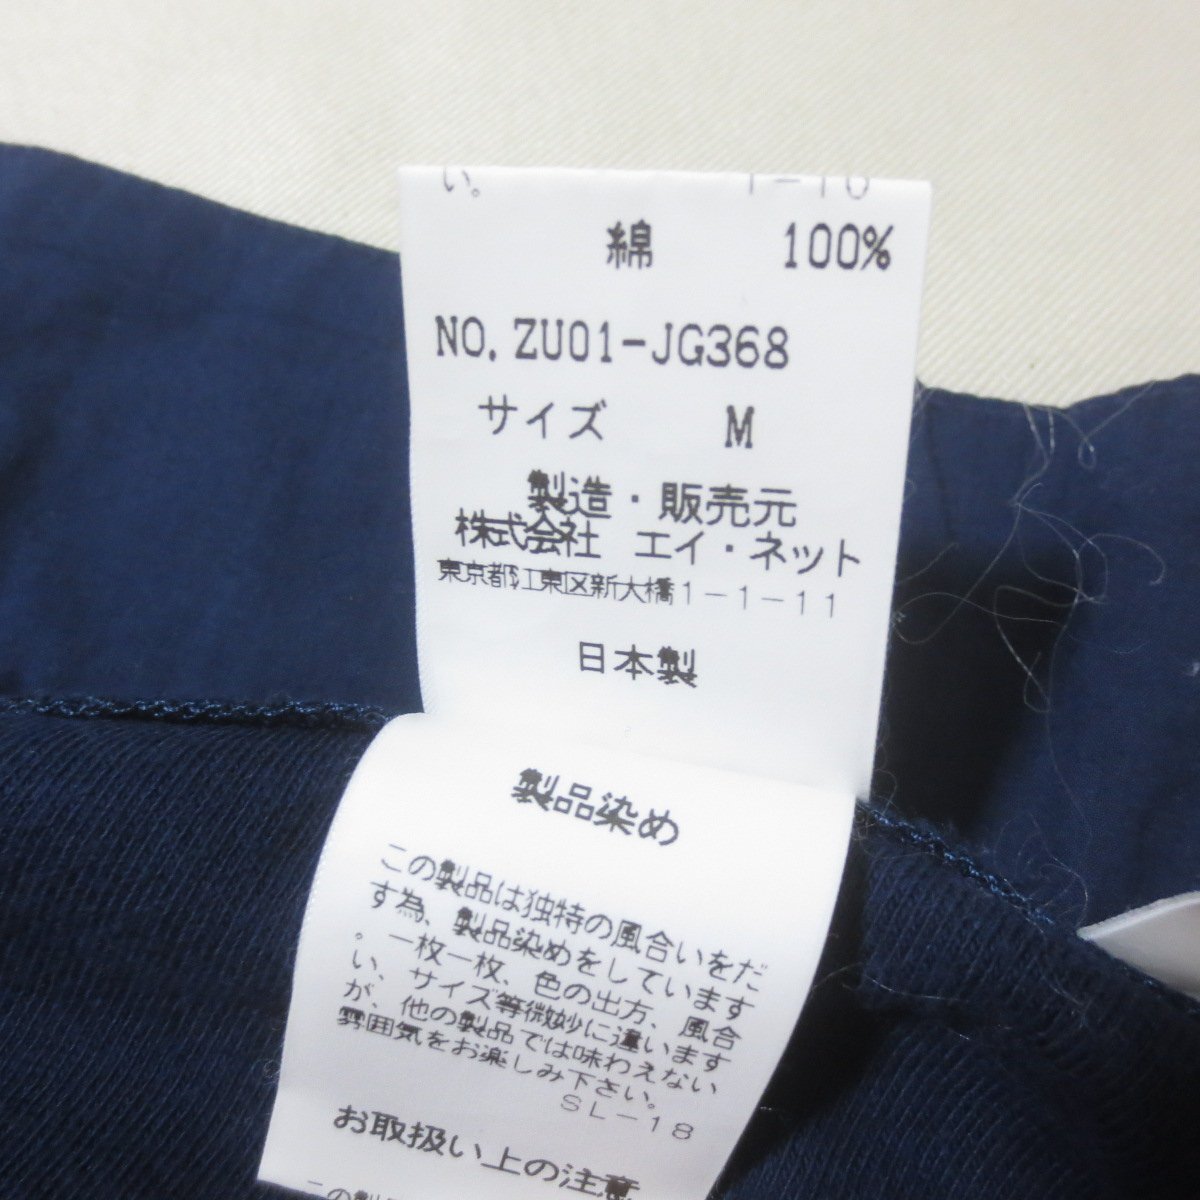 い。
綿 100%
NO.ZU01-JG368
サイズ M
製造・販売元
株式会社 エイ・ネット
東京都江東区新大橋1-1-11
日本製
製品染め
この製品は独特の風合いをだ
す為、製品染めをしています
。一枚一枚、色の出方、風合
い、サイズ等微妙に違います
が、他の製品では味わえない
雰囲気をお楽しみ下さい。
SL-18
お取扱い上の注意